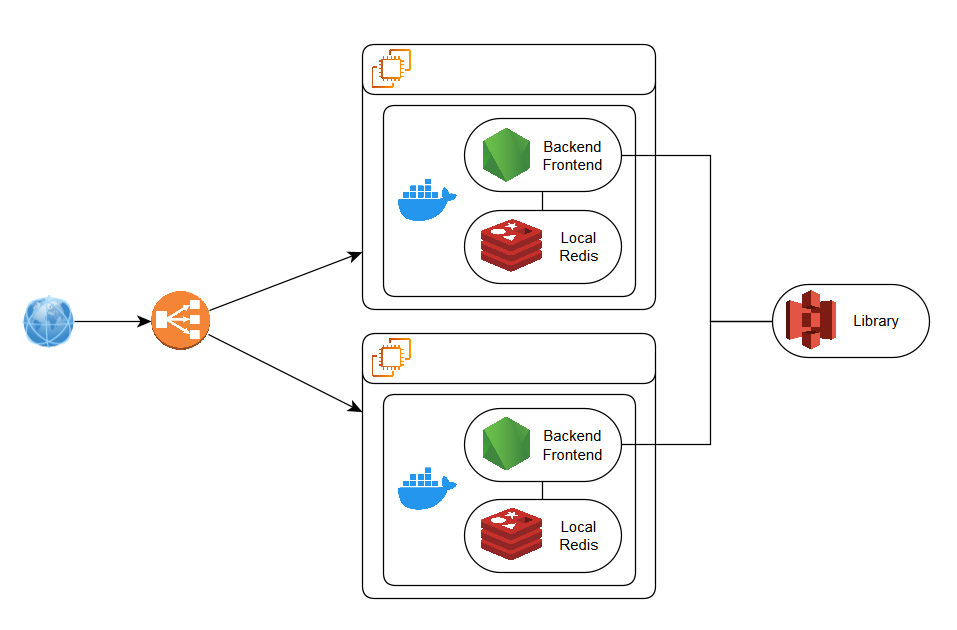 Backend
Frontend
Local
Redis
Library
Backend
Frontend
Local
Redis